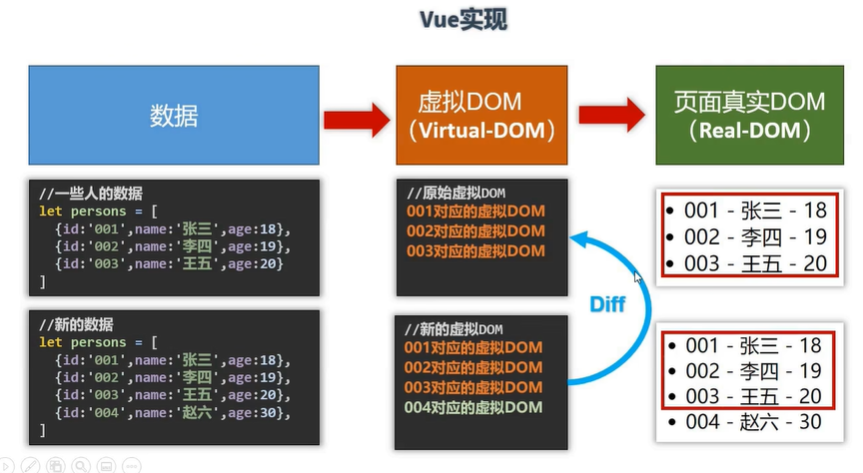 Vue实现
数据
虚拟DOM
（Virtual-DOM）
页面真实DOM
（Real-DOM）
//一些人的数据
let persons = [
{id:'001',name:'张三',age:18},
{id:'002',name:'李四',age:19},
{id:'003',name:'王五',age:20}
]
//原始虚拟DOM
001对应的虚拟DOM
002对应的虚拟DOM
003对应的虚拟DOM
• 001 - 张三 - 18
• 002 - 李四 - 19
• 003 - 王五 - 20
Diff
//新的数据
let persons = [
{id:'001',name:'张三',age:18},
{id:'002',name:'李四',age:19},
{id:'003',name:'王五',age:20},
{id:'004',name:'赵六',age:30},
]
//新的虚拟DOM
001对应的虚拟DOM
002对应的虚拟DOM
003对应的虚拟DOM
004对应的虚拟DOM
• 001 - 张三 - 18
• 002 - 李四 - 19
• 003 - 王五 - 20
• 004 - 赵六 - 30